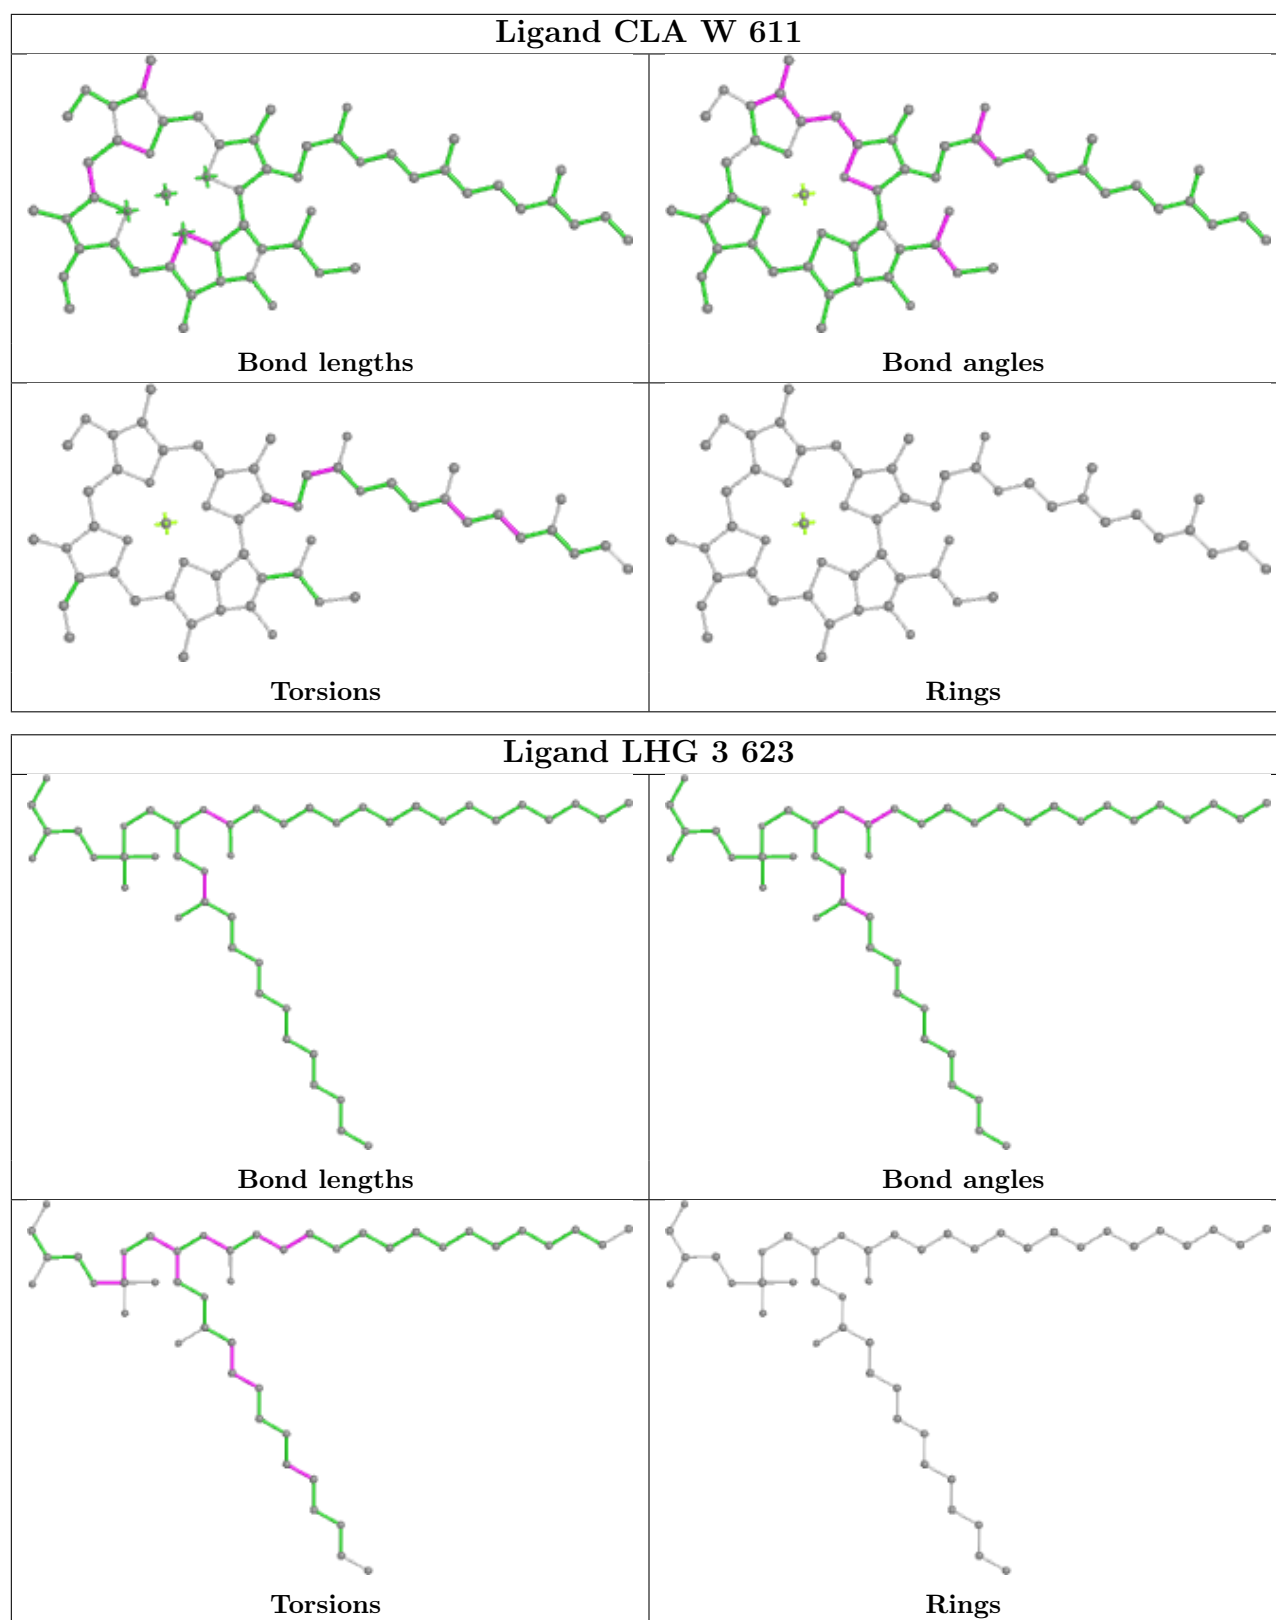 Ligand CLA W 611
Bond lengths
Bond angles
Torsions
Rings
Ligand LHG 3 623
Bond lengths
Bond angles
Torsions
Rings